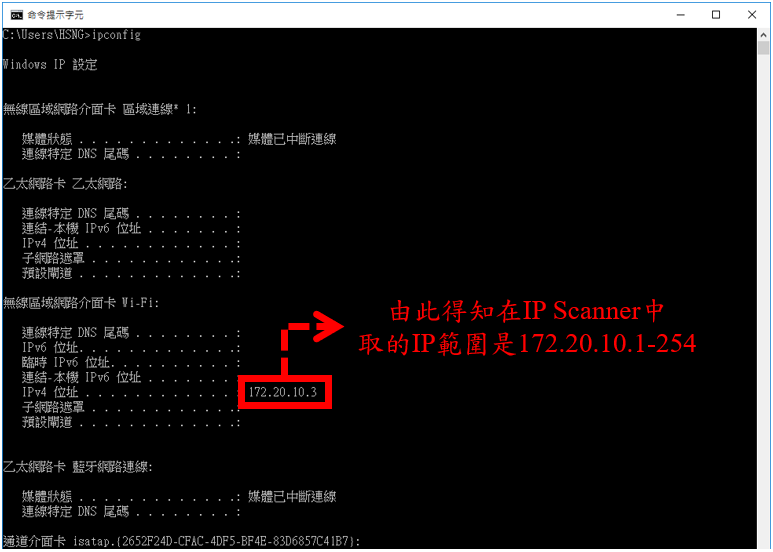 命令提示字元
C:\Users\HSNG>ipconfig
Windows IP 設定
無線區域網路介面卡 區域連線* 1:
媒體狀態 . . . . . . . . . . . . .: 媒體已中斷連線
連線特定 DNS 尾碼 . . . . . . . . :
乙太網路卡 乙太網路:
連線特定 DNS 尾碼 . . . . . . . . :
連結-本機 IPv6 位址 . . . . . . . :
IPv4 位址 . . . . . . . . . . . . :
子網路遮罩 . . . . . . . . . . . .:
預設閘道 . . . . . . . . . . . . .:
無線區域網路介面卡 Wi-Fi:
連線特定 DNS 尾碼 . . . . . . . . :
IPv6 位址. . . . . . . . . . . . .:
臨時 IPv6 位址. . . . . . . . . . :
連結-本機 IPv6 位址 . . . . . . . :
IPv4 位址 . . . . . . . . . . . . : 172.20.10.3
子網路遮罩 . . . . . . . . . . . .:
預設閘道 . . . . . . . . . . . . .:
由此得知在IP Scanner中
取的IP範圍是172.20.10.1-254
乙太網路卡 藍牙網路連線:
媒體狀態 . . . . . . . . . . . . .: 媒體已中斷連線
連線特定 DNS 尾碼 . . . . . . . . :
通道介面卡 isatap.{2652F24D-CFAC-4DF5-BF4E-83D6857C41B7}: